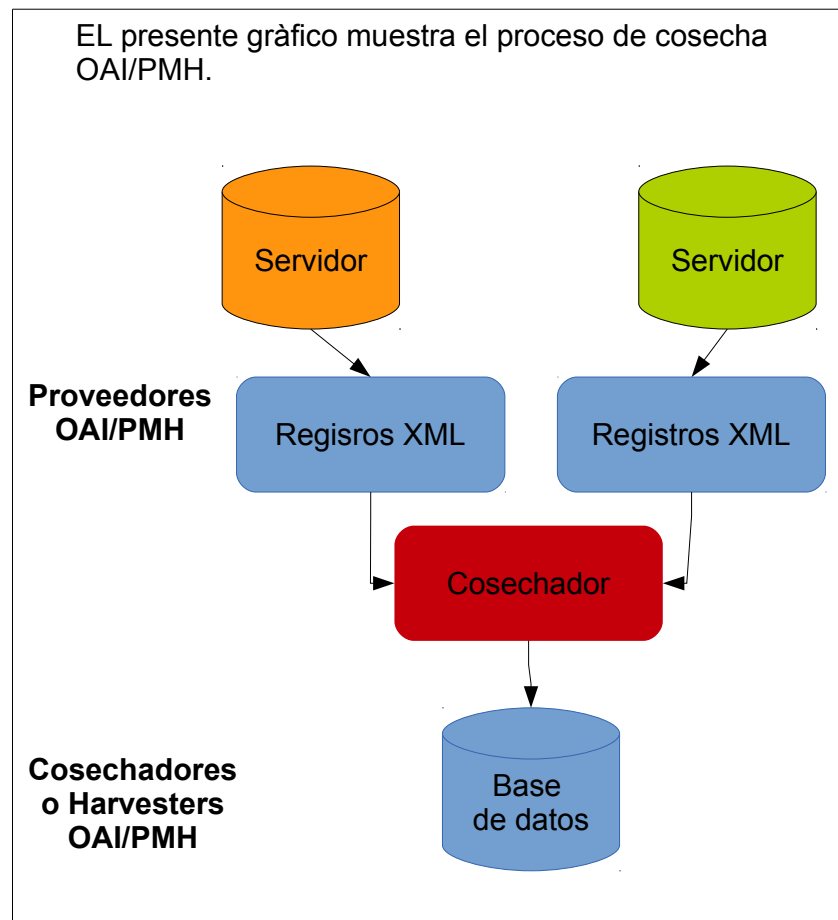 EL presente gràfico muestra el proceso de cosecha
OAI/PMH.
Servidor
Servidor
Proveedores
OAI/PMH
Regisros XML
Registros XML
Cosechador
Cosechadores
o Harvesters
OAI/PMH
Base
de datos